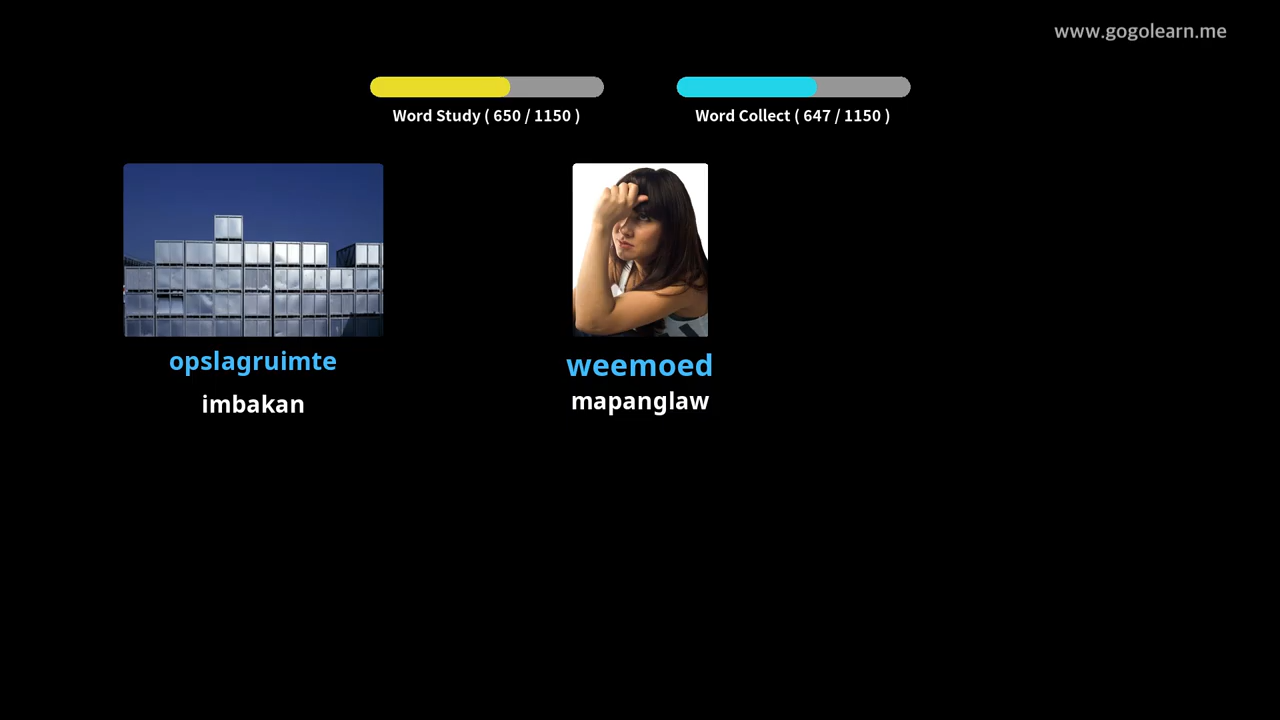 www.gogolearn.me
Word Study ( 650 / 1150 )
Word Collect ( 647 / 1150 )
opslagruimte
imbakan
weemoed
mapanglaw